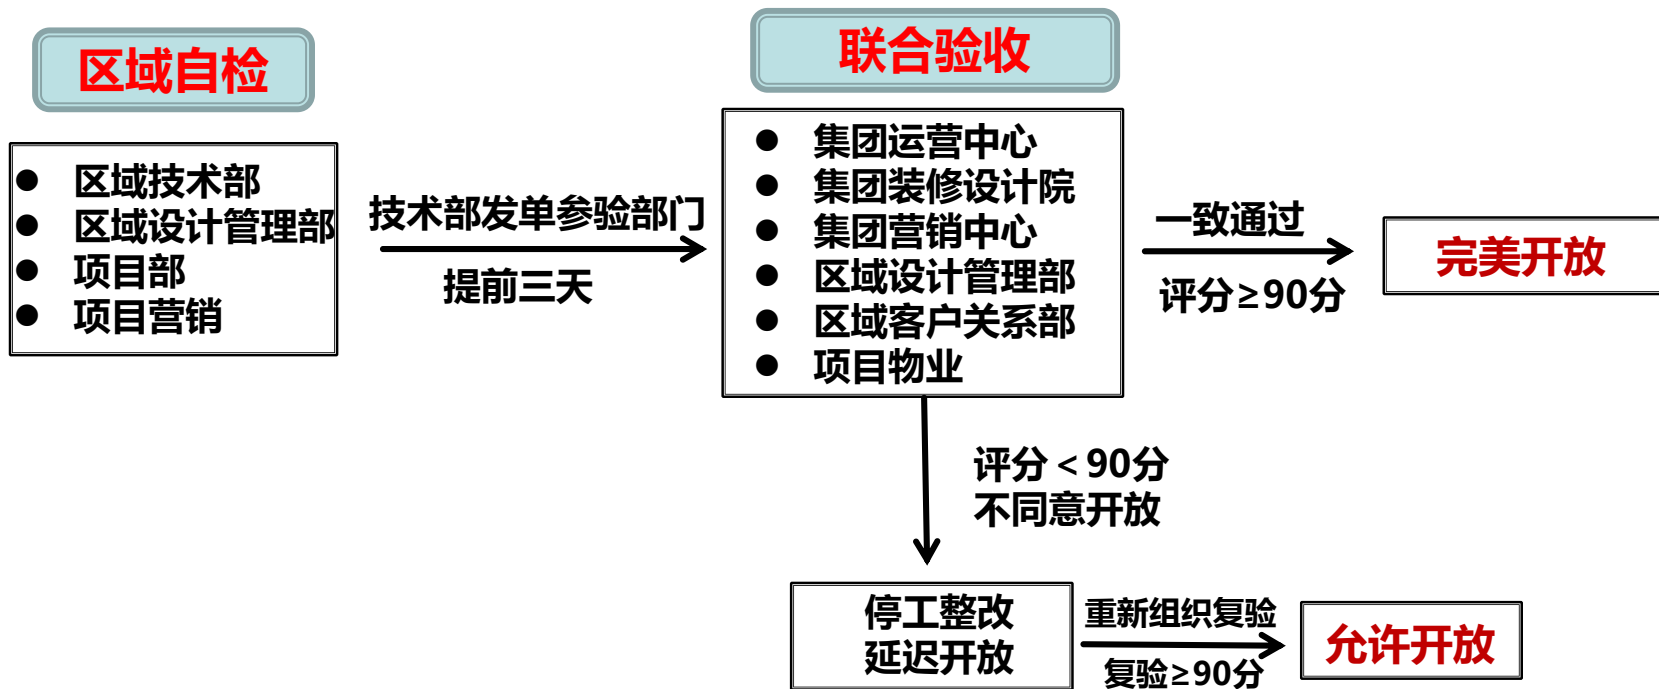 区域自检
● 区域技术部
● 区域设计管理部
● 项目部
● 项目营销
技术部发单参验部门
提前三天
联合验收
● 集团运营中心
● 集团装修设计院
● 集团营销中心
● 区域设计管理部
● 区域客户关系部
● 项目物业
一致通过
评分≥90分
完美开放
评分＜90分
不同意开放
停工整改
延迟开放
重新组织复验
复验≥90分
允许开放